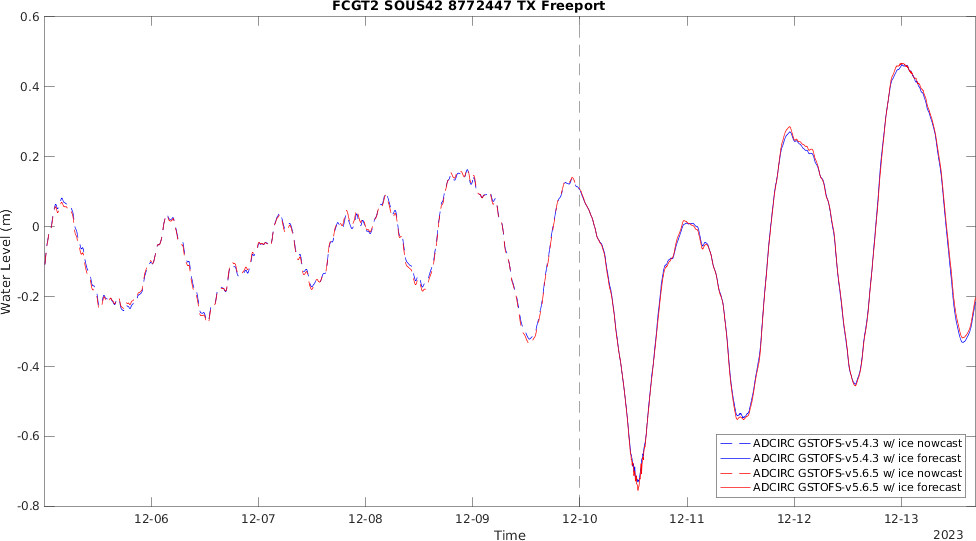 FCGT2 SOUS42 8772447 TX Freeport
0.6
0.4
0.2
0
-0.2
-0.4
-0.6
-0.8
Water Level (m)
ADCIRC GSTOFS-v5.4.3 w/ ice nowcast
ADCIRC GSTOFS-v5.4.3 w/ ice forecast
ADCIRC GSTOFS-v5.6.5 w/ ice nowcast
ADCIRC GSTOFS-v5.6.5 w/ ice forecast
12-06 12-07 12-08 12-09 12-10 12-11 12-12 12-13
Time
2023